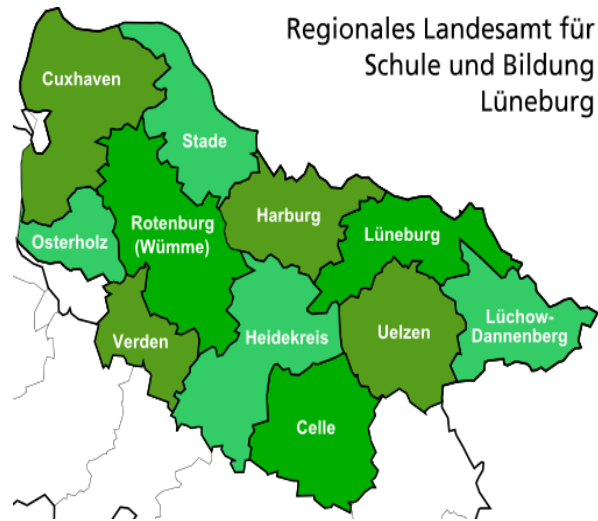 Regionales Landesamt für
Schule und Bildung
Lüneburg
Cuxhaven
Stade
Osterholz
Rotenburg
(Wümme)
Harburg
Lüneburg
Verden
Heidekreis
Uelzen
Lüchow-
Dannenberg
Celle